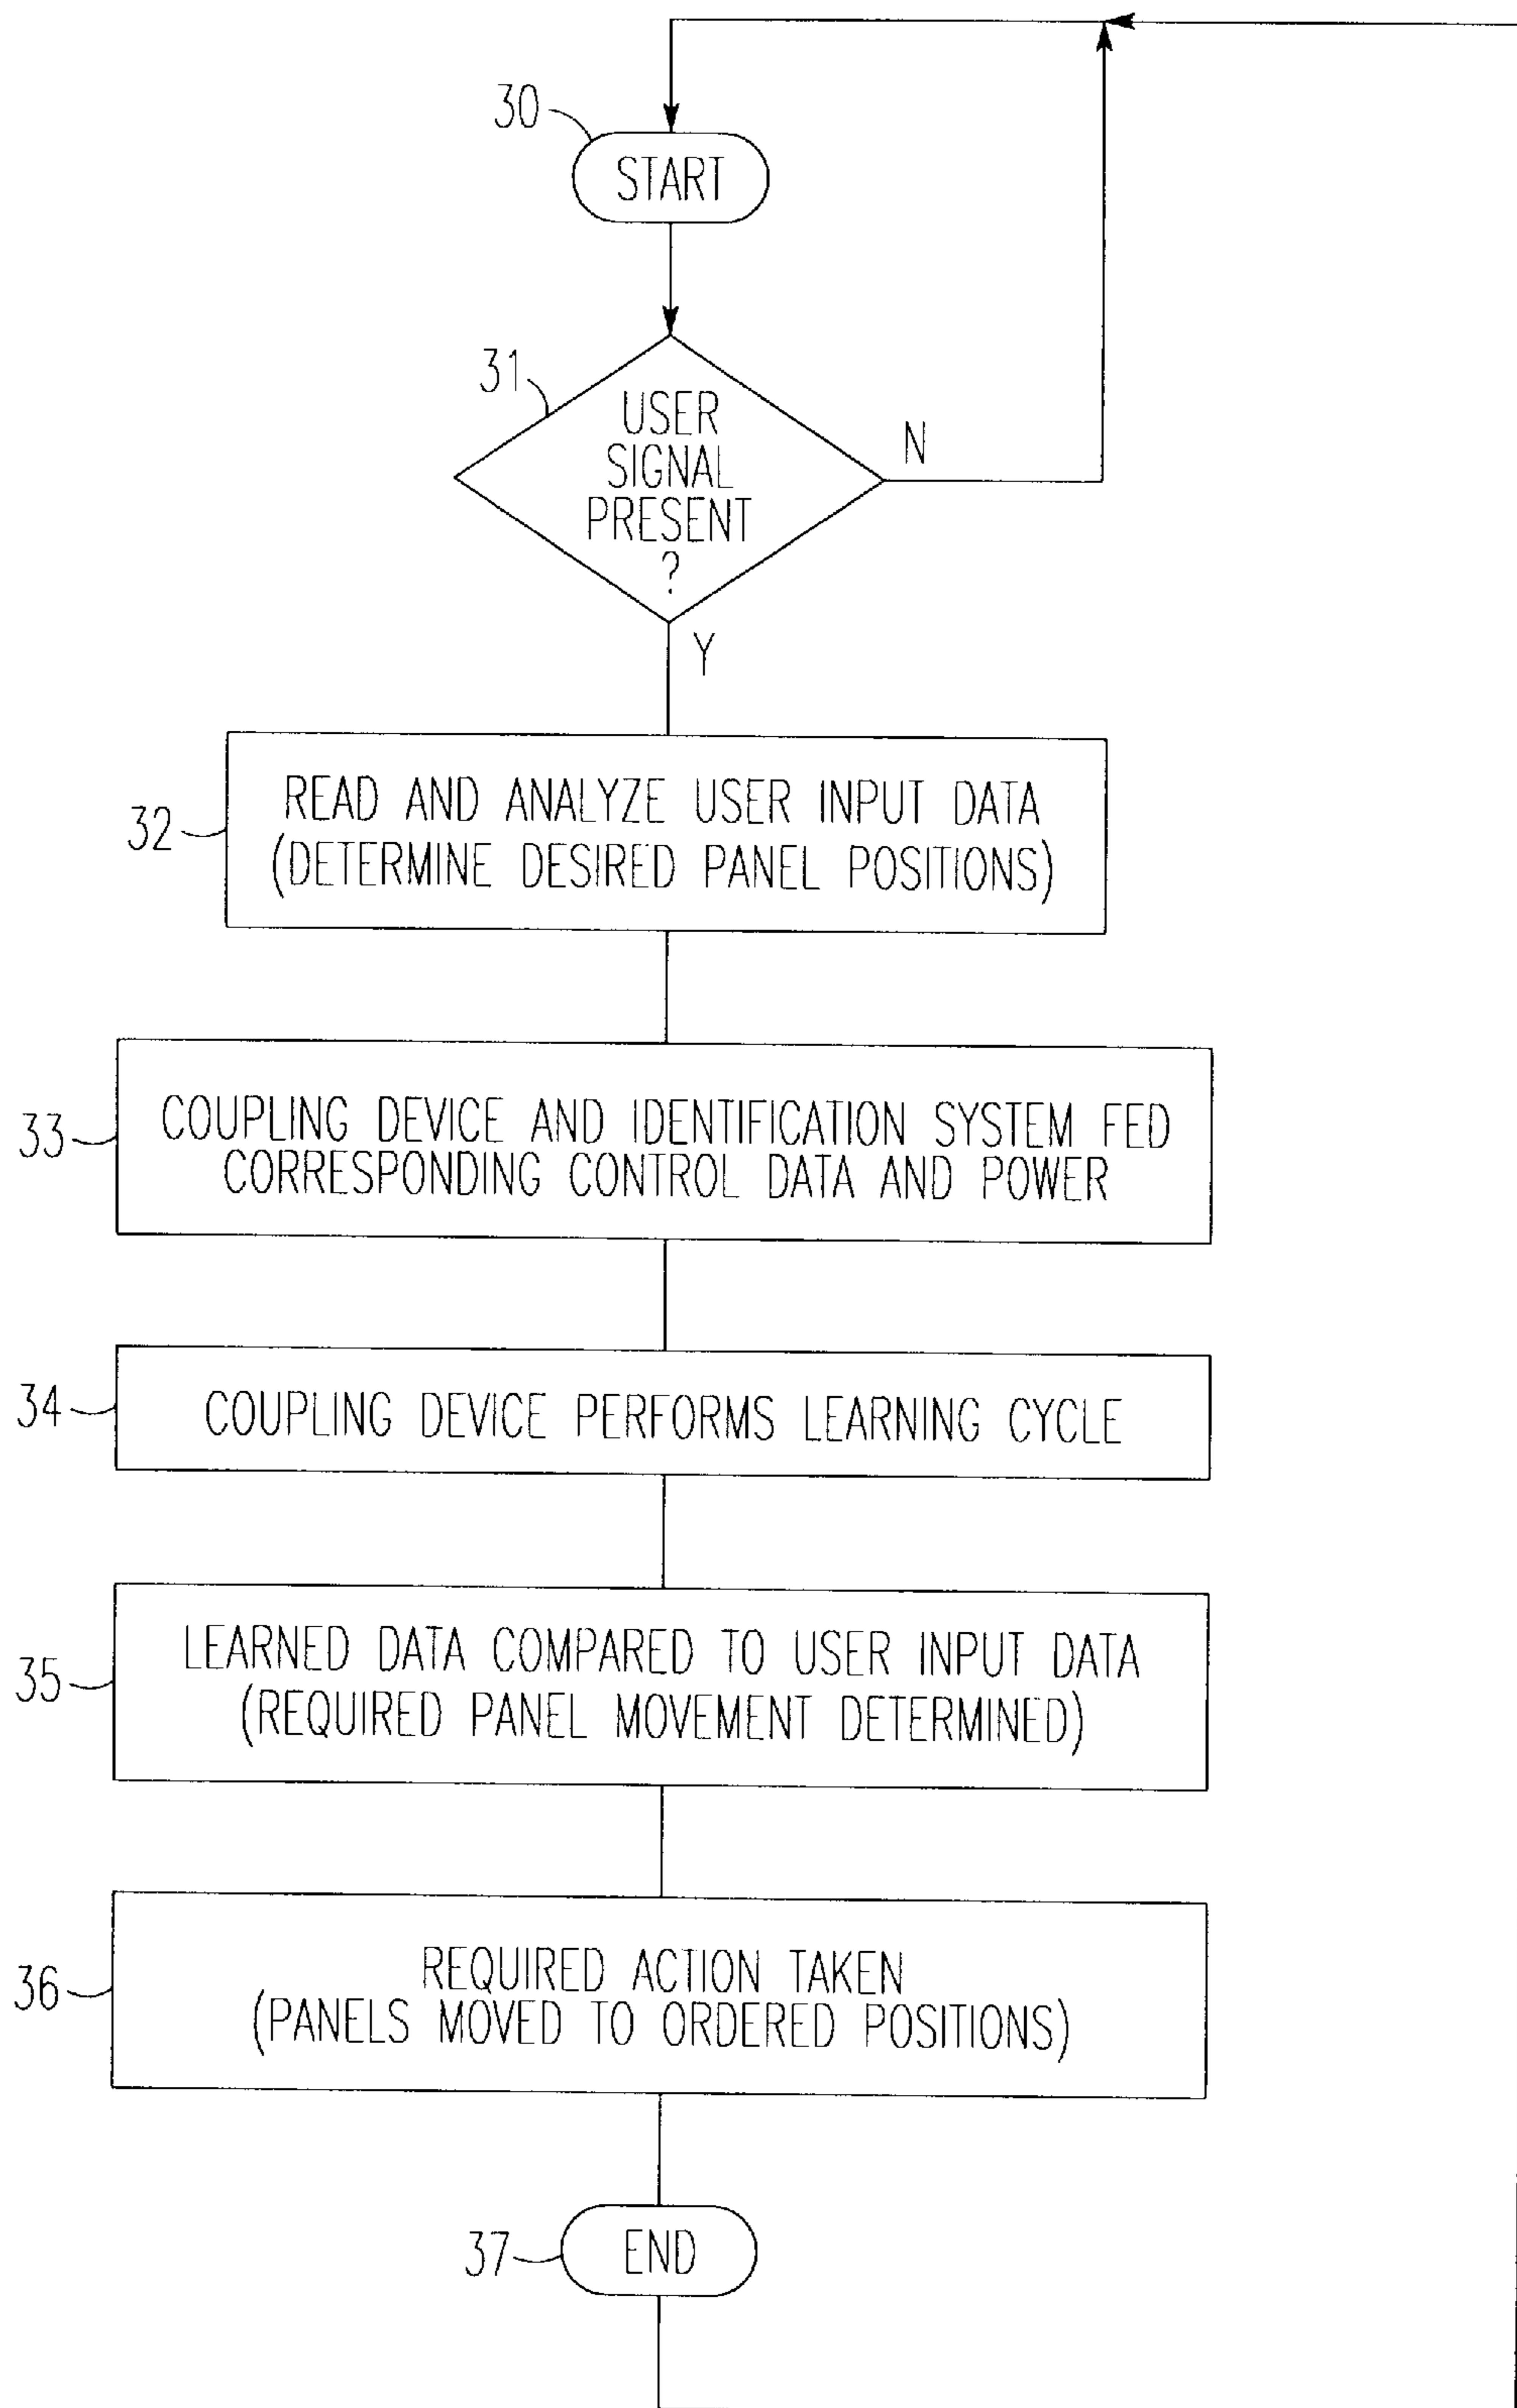 30
START
31
USER
SIGNAL
PRESENT
?
N
Y
32
READ AND ANALYZE USER INPUT DATA
(DETERMINE DESIRED PANEL POSITIONS)
33
COUPLING DEVICE AND IDENTIFICATION SYSTEM FED
CORRESPONDING CONTROL DATA AND POWER
34
COUPLING DEVICE PERFORMS LEARNING CYCLE
35
LEARNED DATA COMPARED TO USER INPUT DATA
(REQUIRED PANEL MOVEMENT DETERMINED)
36
REQUIRED ACTION TAKEN
(PANELS MOVED TO ORDERED POSITIONS)
37
END